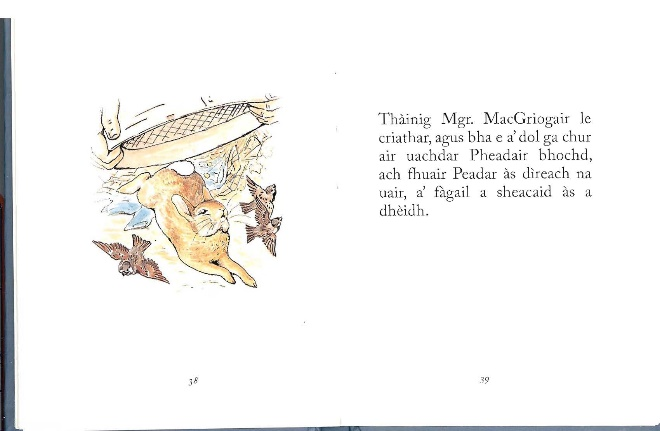 38
Thàinig Mgr. MacGriogair le
criathar, agus bha e a' dol ga chur
air uachdar Pheadair bhochd,
ach fhuair Peadar às dìreach na
uair, a' fàgail a sheacaid às a
dhèidh.
39